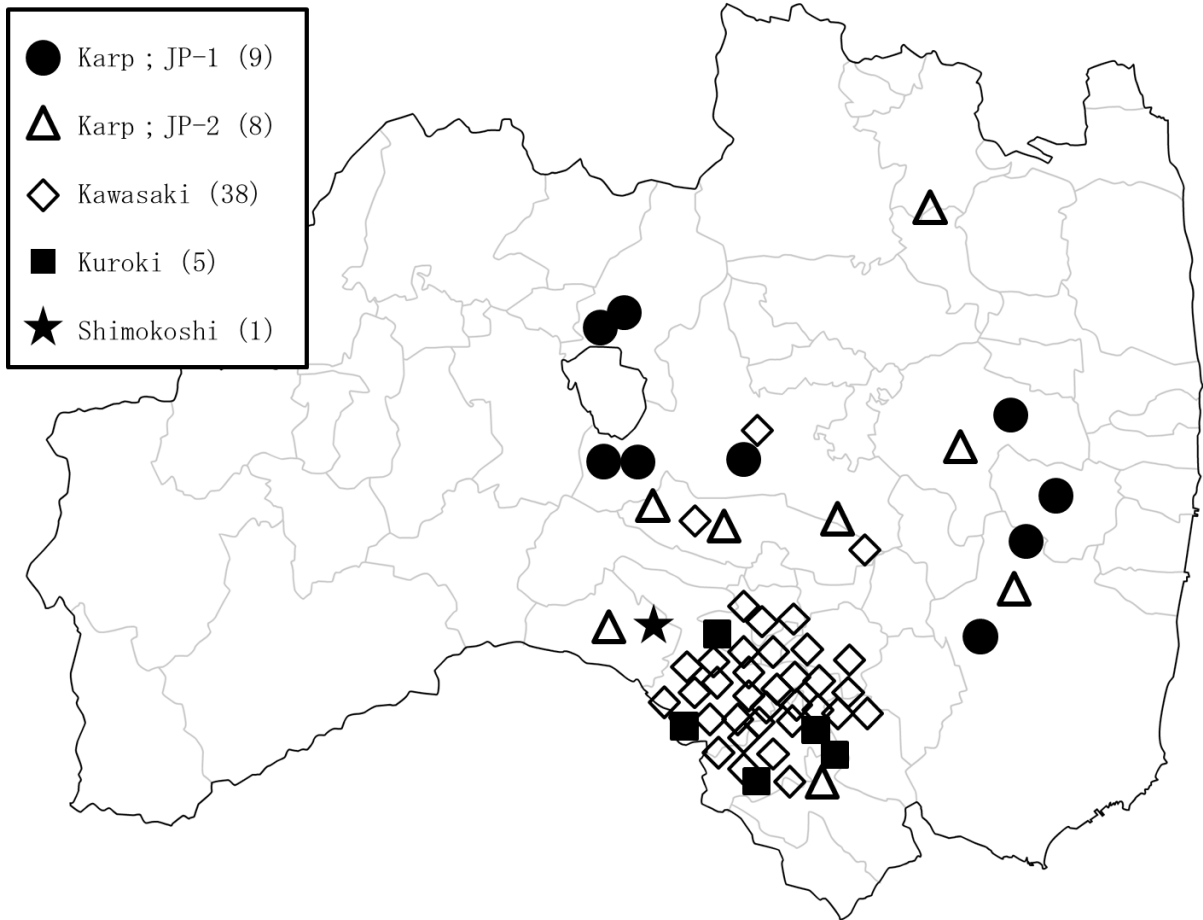 Karp ; JP-1 (9)
Karp ; JP-2 (8)
Kawasaki (38)
Kuroki (5)
Shimokoshi (1)